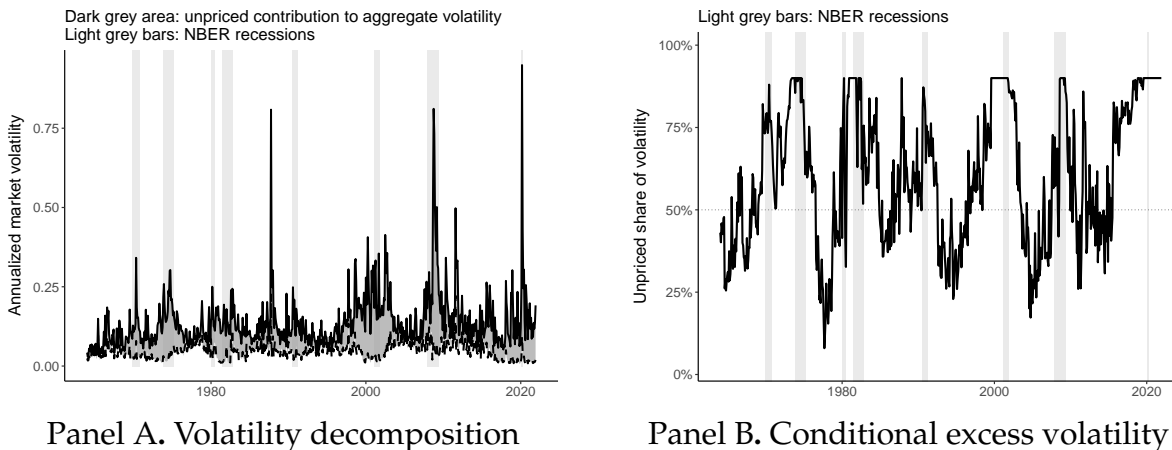 Dark grey area: unpriced contribution to aggregate volatility
Light grey bars: NBER recessions
Annualized market volatility
0.75
0.50
0.25
0.00
1980
2000
2020
Panel A. Volatility decomposition
Light grey bars: NBER recessions
Unpriced share of volatility
100%
75%
50%
25%
0%
1980
2000
2020
Panel B. Conditional excess volatility